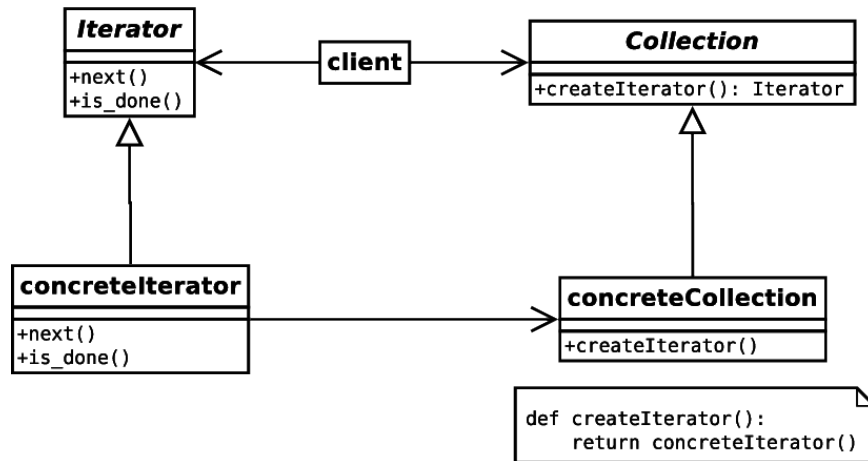 Iterator
+next()
+is_done()
client
Collection
+createIterator(): Iterator
concreteIterator
+next()
+is_done()
concreteCollection
+createIterator()
def createIterator():
    return concreteIterator()